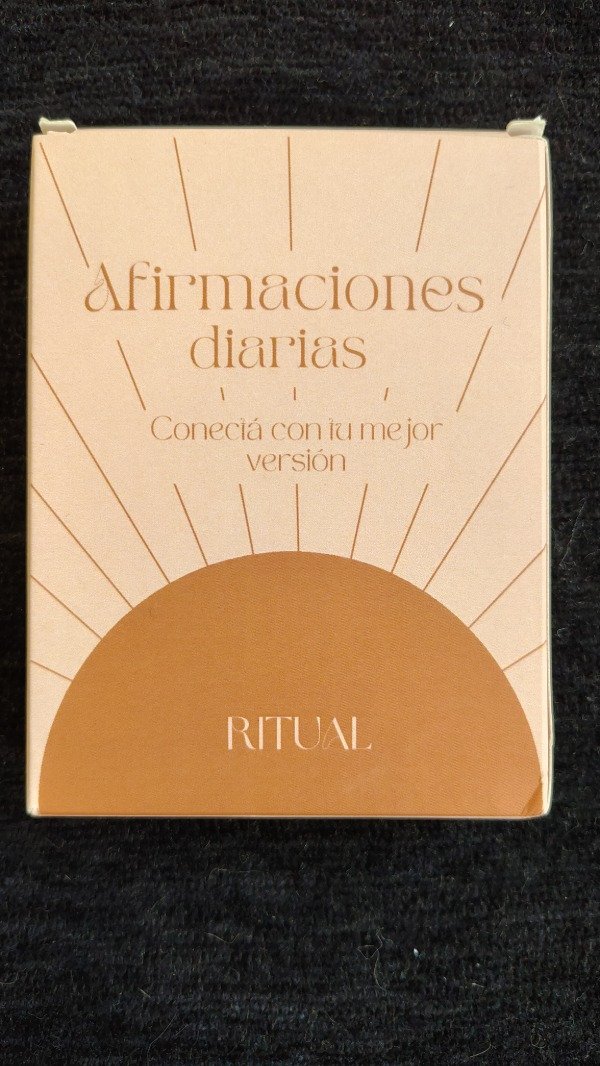 Afirmaciones
diarias
Conectá con tu mejor
versión
RITUAL